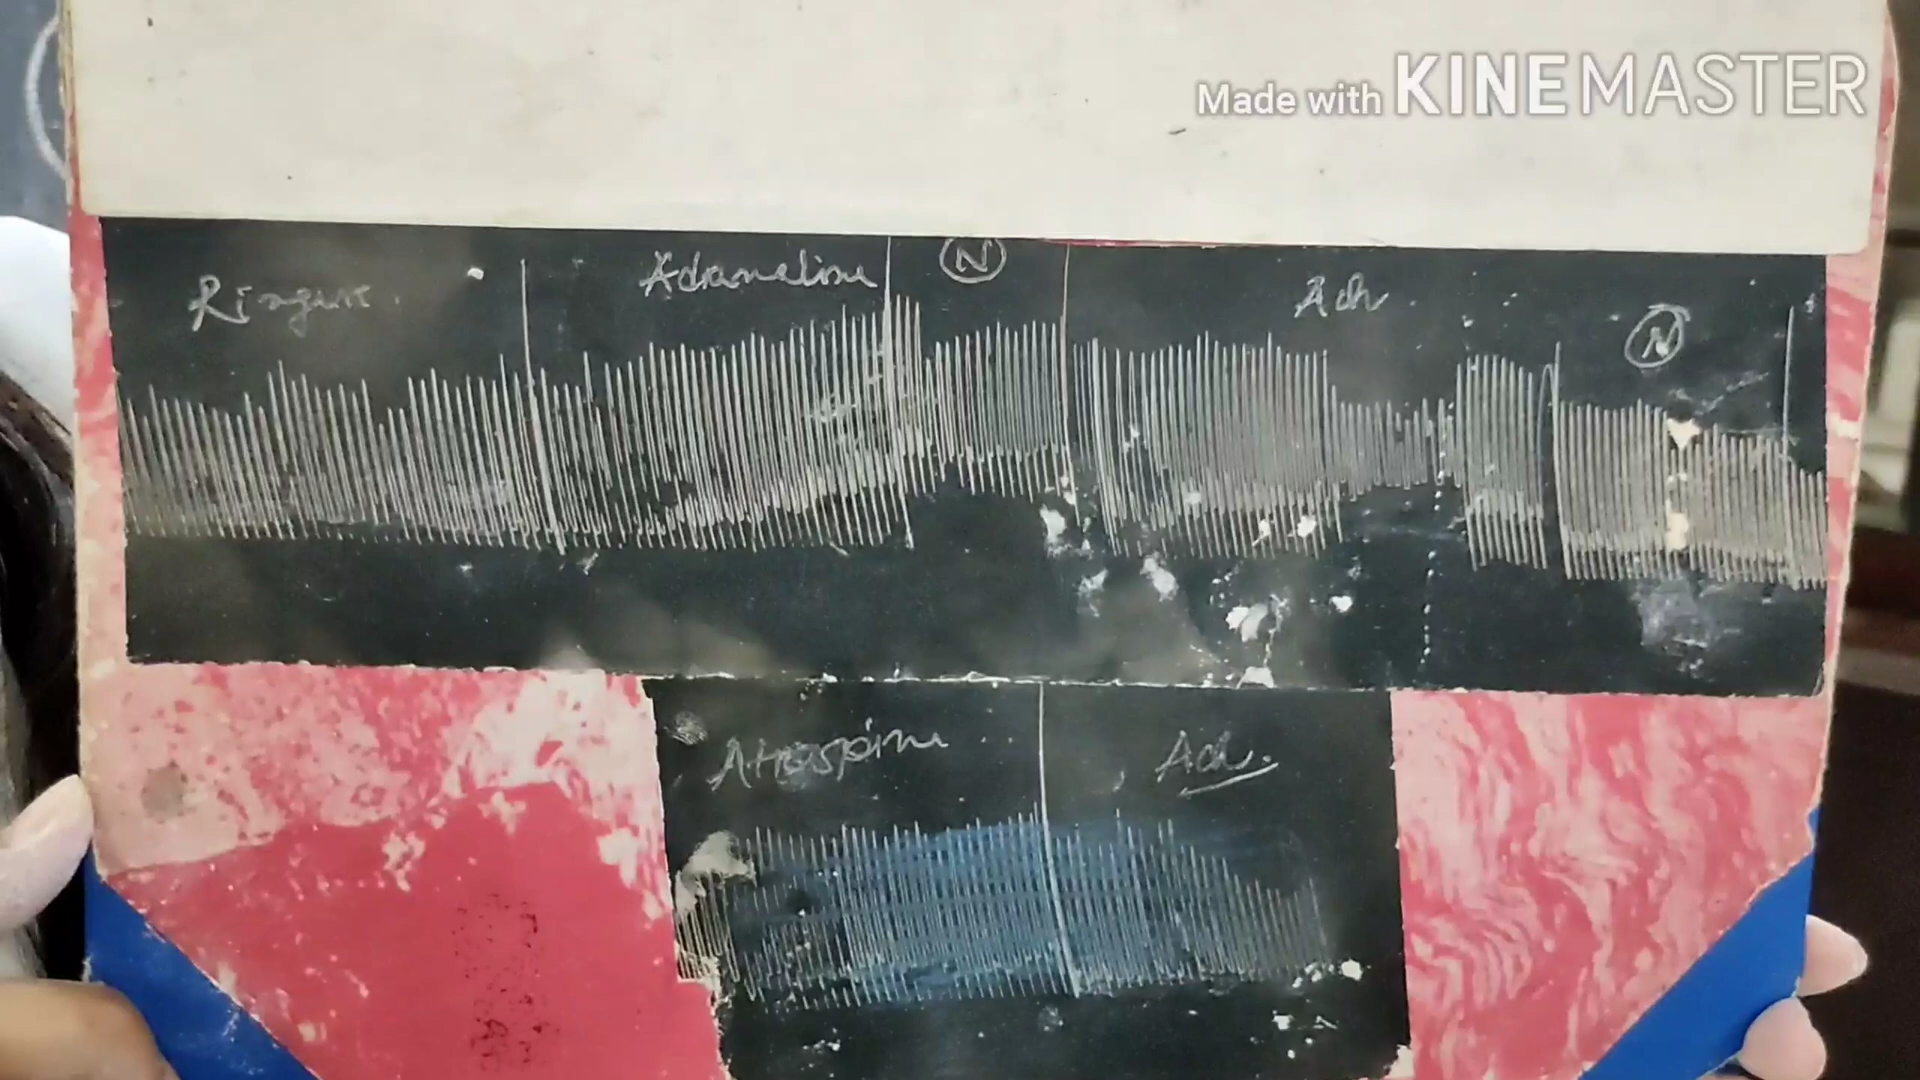 Made with KINEMASTER
Ringer
Adrenaline
N
Ach
N
Atropine
Ach.